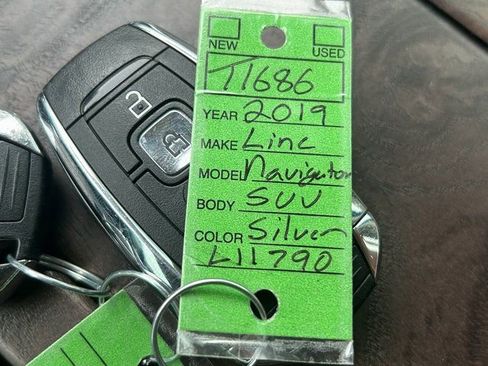 NEW USED
T1686
YEAR 2019
MAKE Linc
MODEL Navigator
BODY SUV
COLOR Silver
L11790